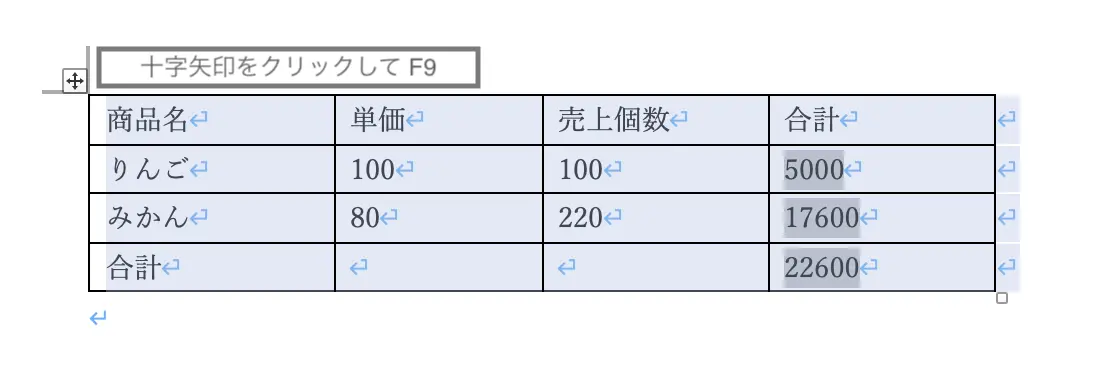 十字矢印をクリックして F9
商品名 単価 売上個数 合計
りんご 100 100 5000
みかん 80 220 17600
合計 22600